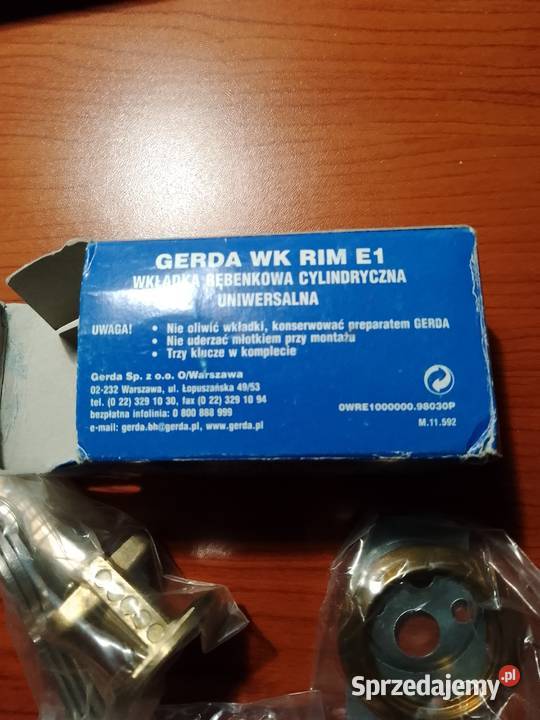 GERDA WK RIM E1
WKŁADKA BĘBENKOWA CYLINDRYCZNA
UNIWERSALNA
UWAGA! • Nie oliwić wkładki, konserwować preparatem GERDA
• Nie uderzać młotkiem przy montażu
• Trzy klucze w komplecie
Gerda Sp. z o.o. O/Warszawa
02-232 Warszawa, ul. Łopuszańska 49/53
tel. (0 22) 329 10 30, fax (0 22) 329 10 94
bezpłatna infolinia: 0 800 888 999
e-mail: gerda.bh@gerda.pl, www.gerda.pl
OWRE1000000.98030P
M.11.592
Sprzedajemy.pl